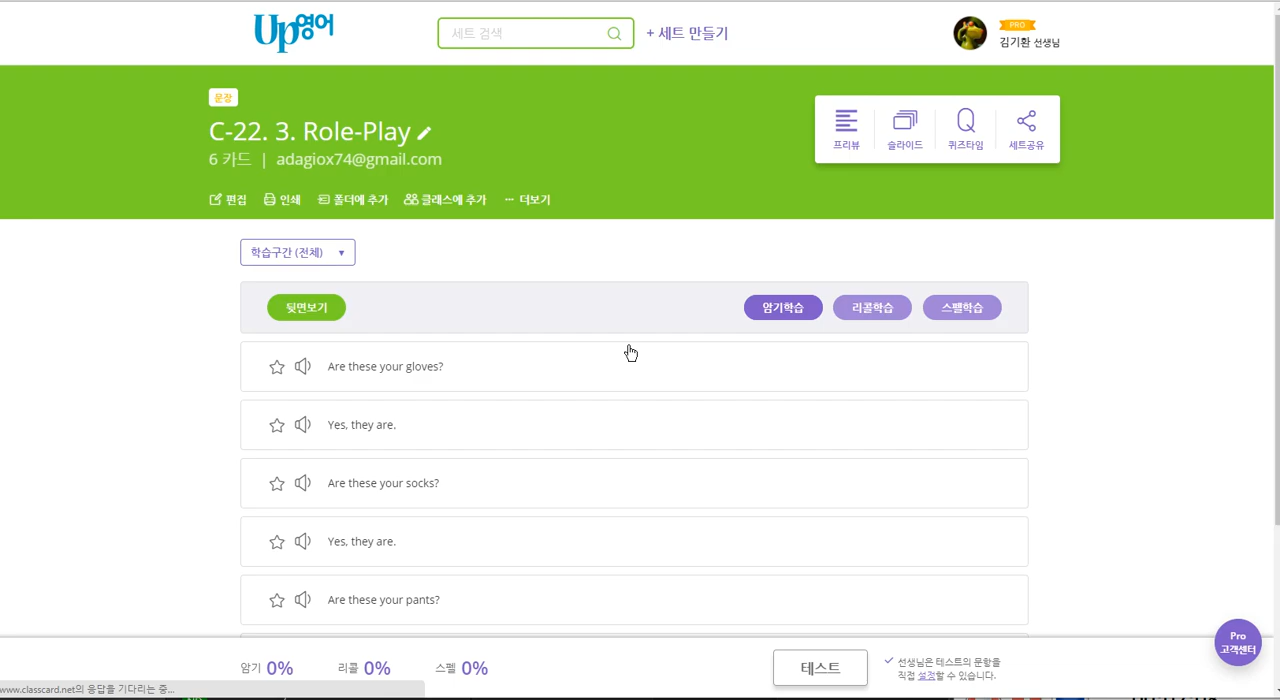 Up영어
세트 검색
+ 세트 만들기
PRO
김기환 선생님
문장
C-22. 3. Role-Play
6 카드 | adagiox74@gmail.com
프리뷰 슬라이드 퀴즈타임 세트공유
편집 인쇄 폴더에 추가 클래스에 추가 ··· 더보기
학습구간 (전체) ▼
뒷면보기 암기학습 리콜학습 스펠학습
Are these your gloves?
Yes, they are.
Are these your socks?
Yes, they are.
Are these your pants?
Pro
고객센터
암기 0% 리콜 0% 스펠 0%
테스트
선생님은 테스트의 문항을
직접 설정할 수 있습니다.
www.classcard.net의 응답을 기다리는 중...